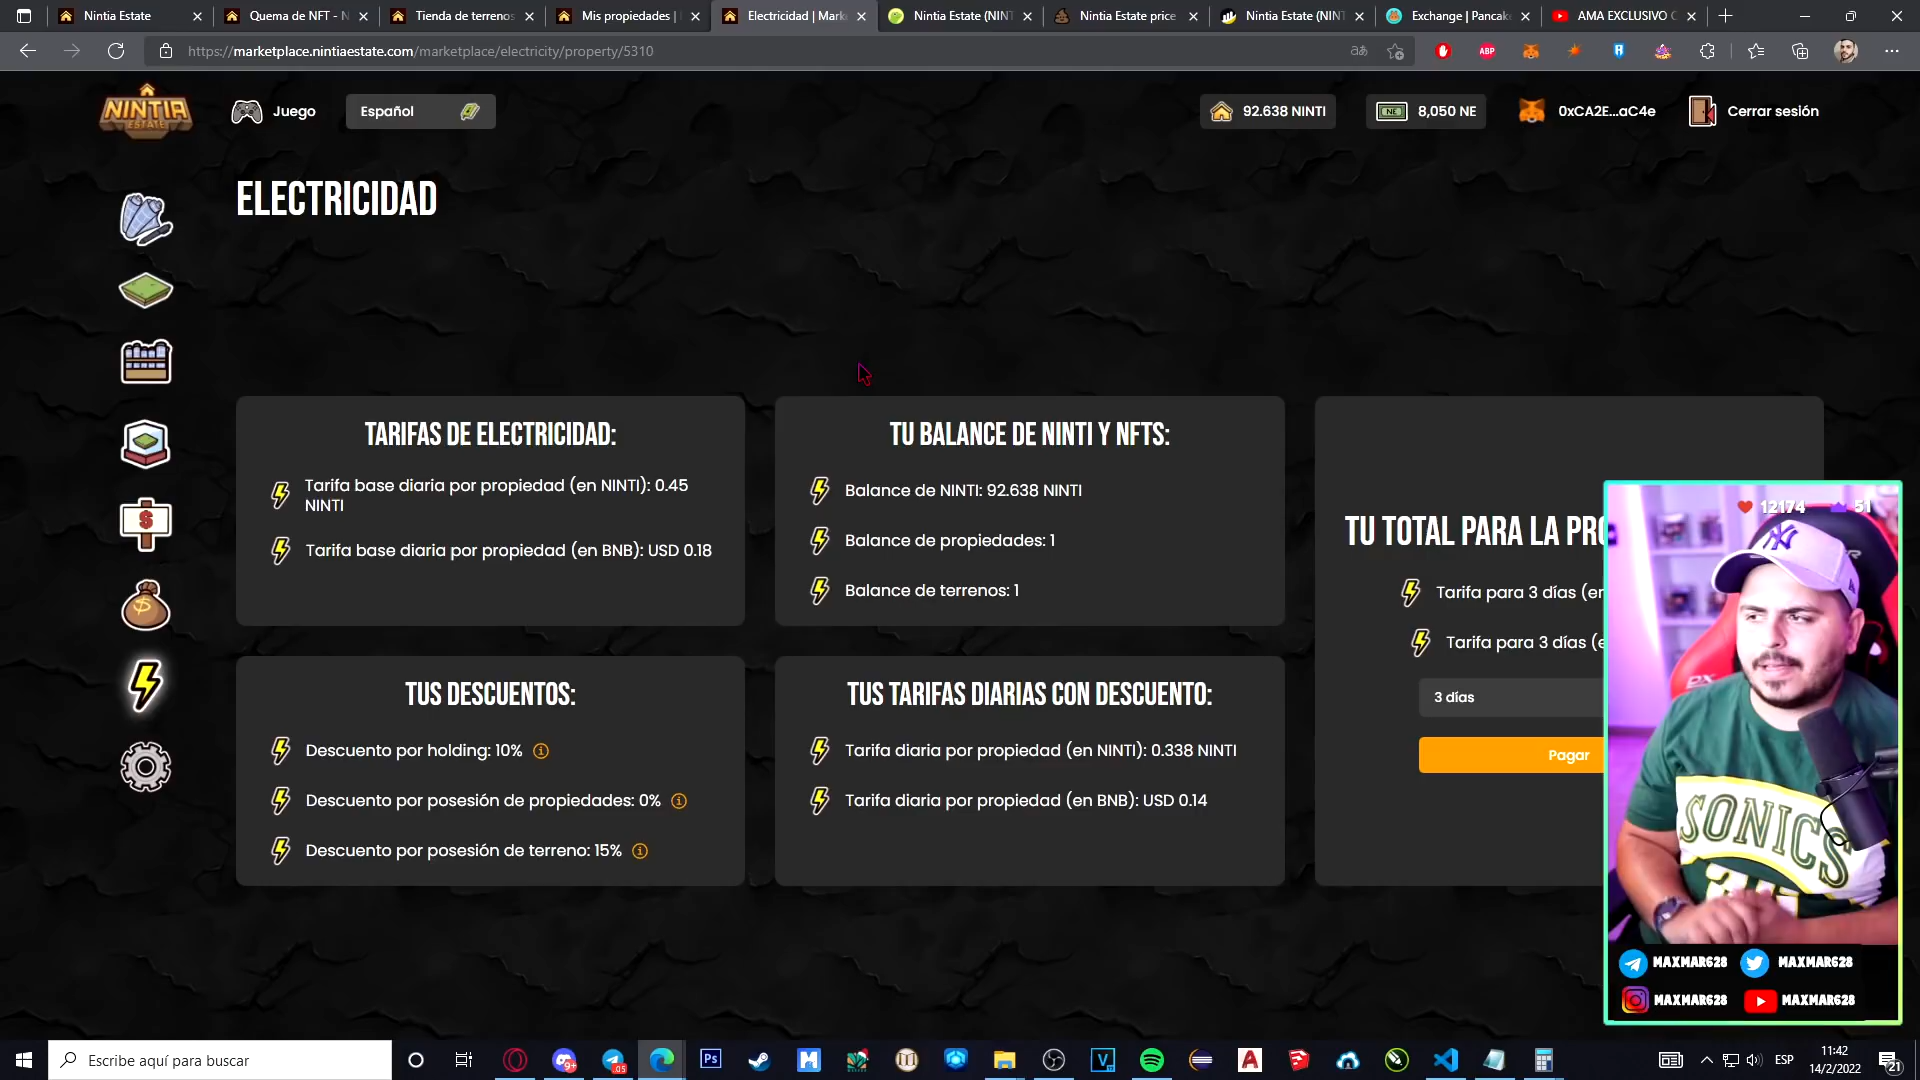 Nintia Estate
Quema de NFT - N
Tienda de terrenos
Mis propiedades |
Electricidad | Mark
Nintia Estate (NINT
Nintia Estate price
Nintia Estate (NINT
Exchange | Pancak
AMA EXCLUSIVO C
https://marketplace.nintiaestate.com/marketplace/electricity/property/5310
ABP
NINTIA
ESTATE
Juego
Español
92.638 NINTI
NE
8,050 NE
0xCA2E...aC4e
Cerrar sesión
ELECTRICIDAD
TARIFAS DE ELECTRICIDAD:
Tarifa base diaria por propiedad (en NINTI): 0.45
NINTI
Tarifa base diaria por propiedad (en BNB): USD 0.18
TU BALANCE DE NINTI Y NFTS:
Balance de NINTI: 92.638 NINTI
Balance de propiedades: 1
Balance de terrenos: 1
TU TOTAL PARA LA PRO
Tarifa para 3 días (en
Tarifa para 3 días (e
3 días
Pagar
TUS DESCUENTOS:
Descuento por holding: 10%
Descuento por posesión de propiedades: 0%
Descuento por posesión de terreno: 15%
TUS TARIFAS DIARIAS CON DESCUENTO:
Tarifa diaria por propiedad (en NINTI): 0.338 NINTI
Tarifa diaria por propiedad (en BNB): USD 0.14
12174
51
SONICS
MAXMAR628
MAXMAR628
MAXMAR628
MAXMAR628
Escribe aquí para buscar
9+
Ps
ESP
11:42
14/2/2022
21